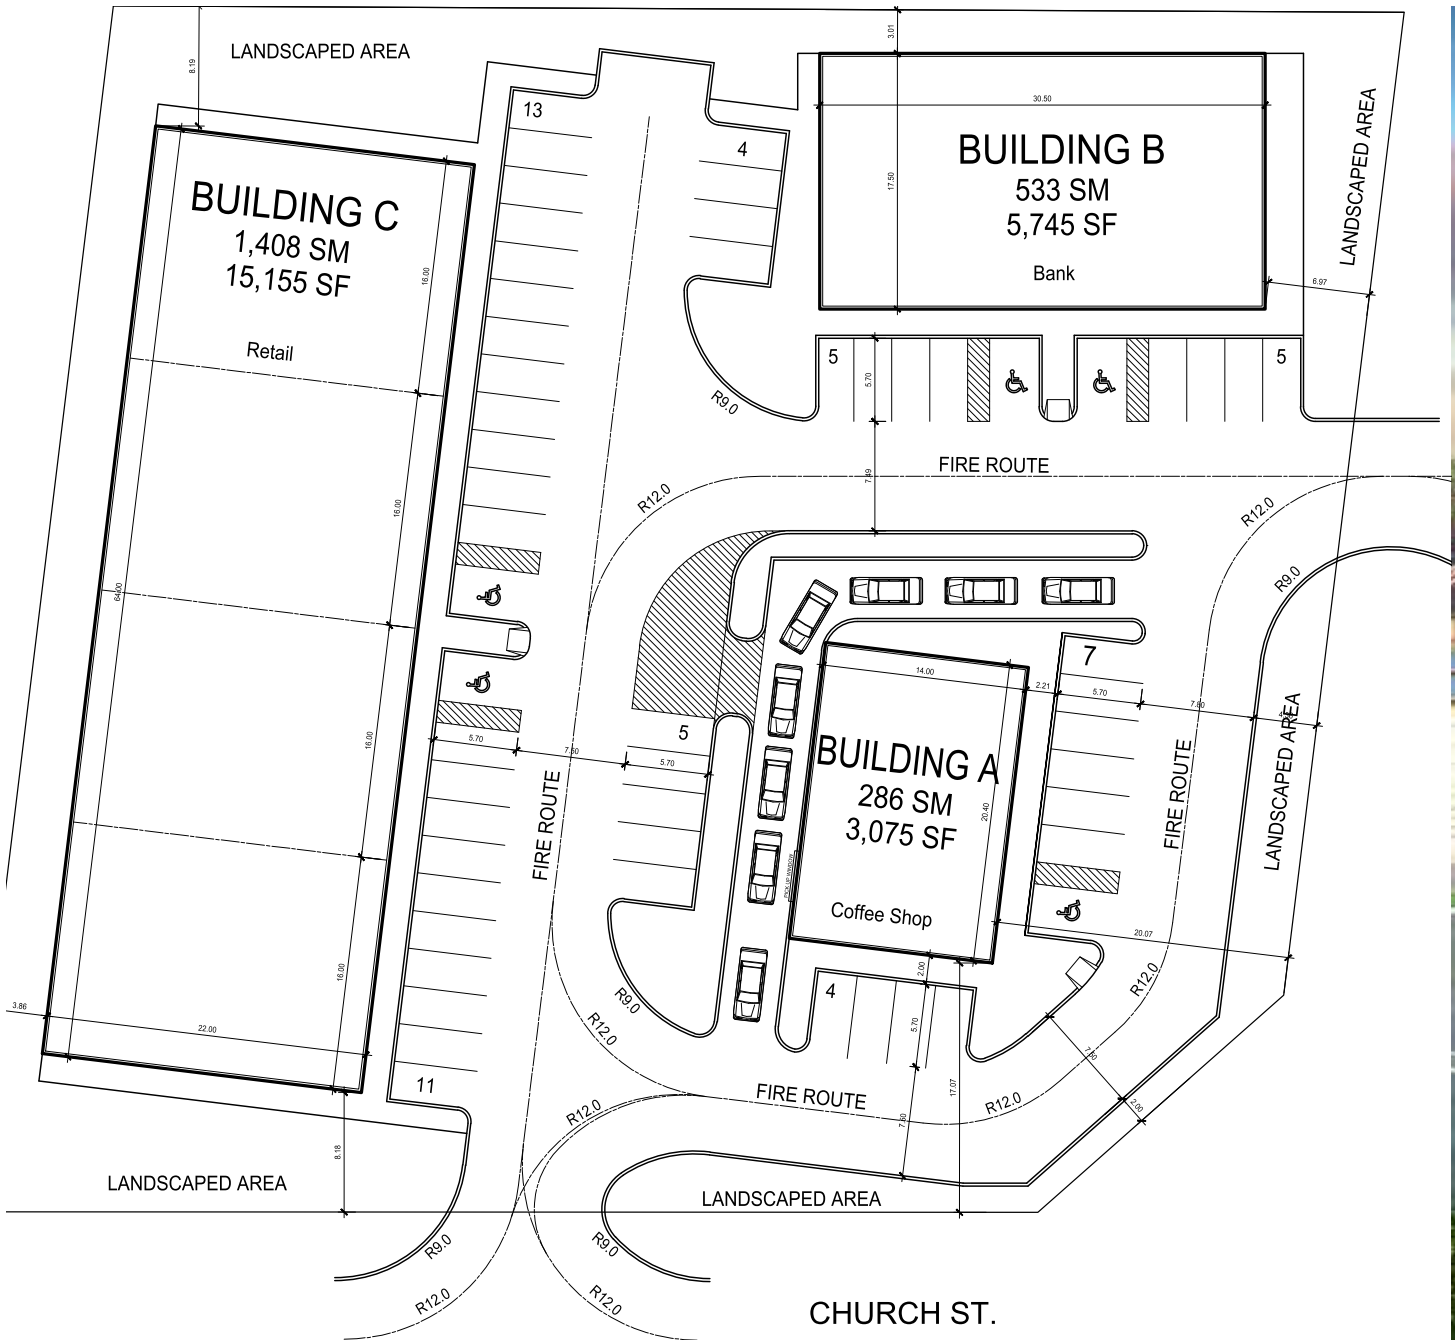 LANDSCAPED AREA
8.19
3.01
13
4
30.50
BUILDING B
533 SM
5,745 SF
Bank
17.50
LANDSCAPED AREA
6.97
BUILDING C
1,408 SM
15,155 SF
Retail
16.00
5
5
5.70
R9.0
FIRE ROUTE
7.49
R12.0
R12.0
16.00
64.00
R9.0
7
14.00
2.21
5.70
7.60
5
5.70
7.50
5.70
16.00
BUILDING A
286 SM
3,075 SF
20.40
Coffee Shop
PICK UP WINDOW
FIRE ROUTE
FIRE ROUTE
LANDSCAPED AREA
20.07
16.00
3.86
22.00
R9.0
R12.0
2.00
4
5.70
R12.0
17.07
7.60
2.00
11
FIRE ROUTE
R12.0
R12.0
7.60
8.18
LANDSCAPED AREA
LANDSCAPED AREA
R9.0
R9.0
R12.0
R12.0
CHURCH ST.